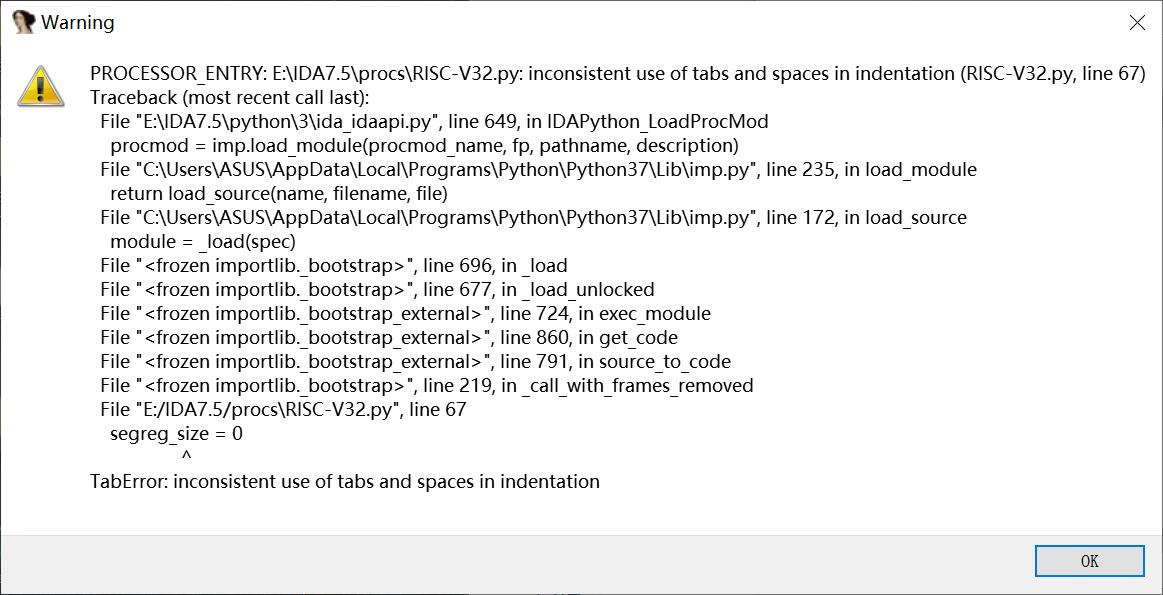 Warning
PROCESSOR_ENTRY: E:\IDA7.5\procs\RISC-V32.py: inconsistent use of tabs and spaces in indentation (RISC-V32.py, line 67)
Traceback (most recent call last):
File "E:\IDA7.5\python\3\ida_idaapi.py", line 649, in IDAPython_LoadProcMod
procmod = imp.load_module(procmod_name, fp, pathname, description)
File "C:\Users\ASUS\AppData\Local\Programs\Python\Python37\Lib\imp.py", line 235, in load_module
return load_source(name, filename, file)
File "C:\Users\ASUS\AppData\Local\Programs\Python\Python37\Lib\imp.py", line 172, in load_source
module = _load(spec)
File "<frozen importlib._bootstrap>", line 696, in _load
File "<frozen importlib._bootstrap>", line 677, in _load_unlocked
File "<frozen importlib._bootstrap_external>", line 724, in exec_module
File "<frozen importlib._bootstrap_external>", line 860, in get_code
File "<frozen importlib._bootstrap_external>", line 791, in source_to_code
File "<frozen importlib._bootstrap>", line 219, in _call_with_frames_removed
File "E:/IDA7.5/procs\RISC-V32.py", line 67
segreg_size = 0
^
TabError: inconsistent use of tabs and spaces in indentation
OK